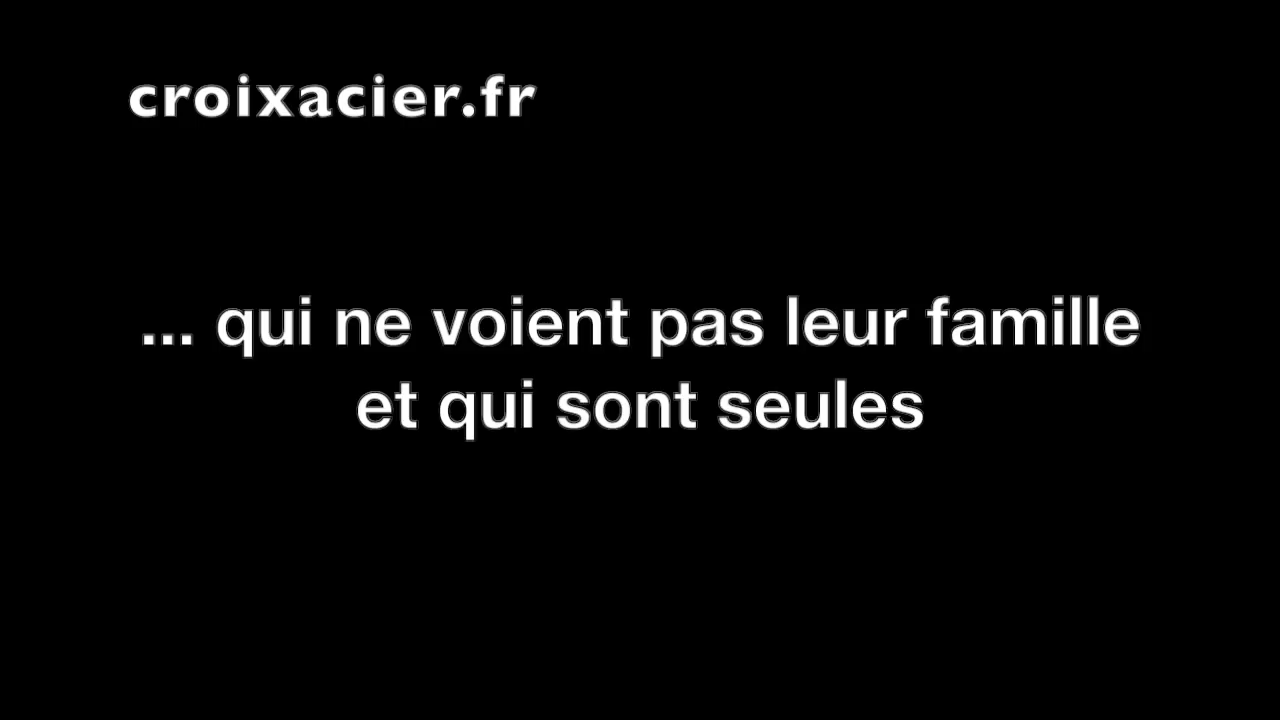 croixacier.fr
... qui ne voient pas leur famille
et qui sont seules